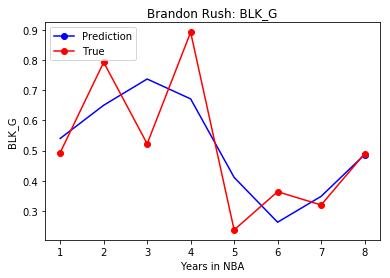 Brandon Rush: BLK_G
Prediction
True
BLK_G
0.9
0.8
0.7
0.6
0.5
0.4
0.3
1 2 3 4 5 6 7 8
Years in NBA